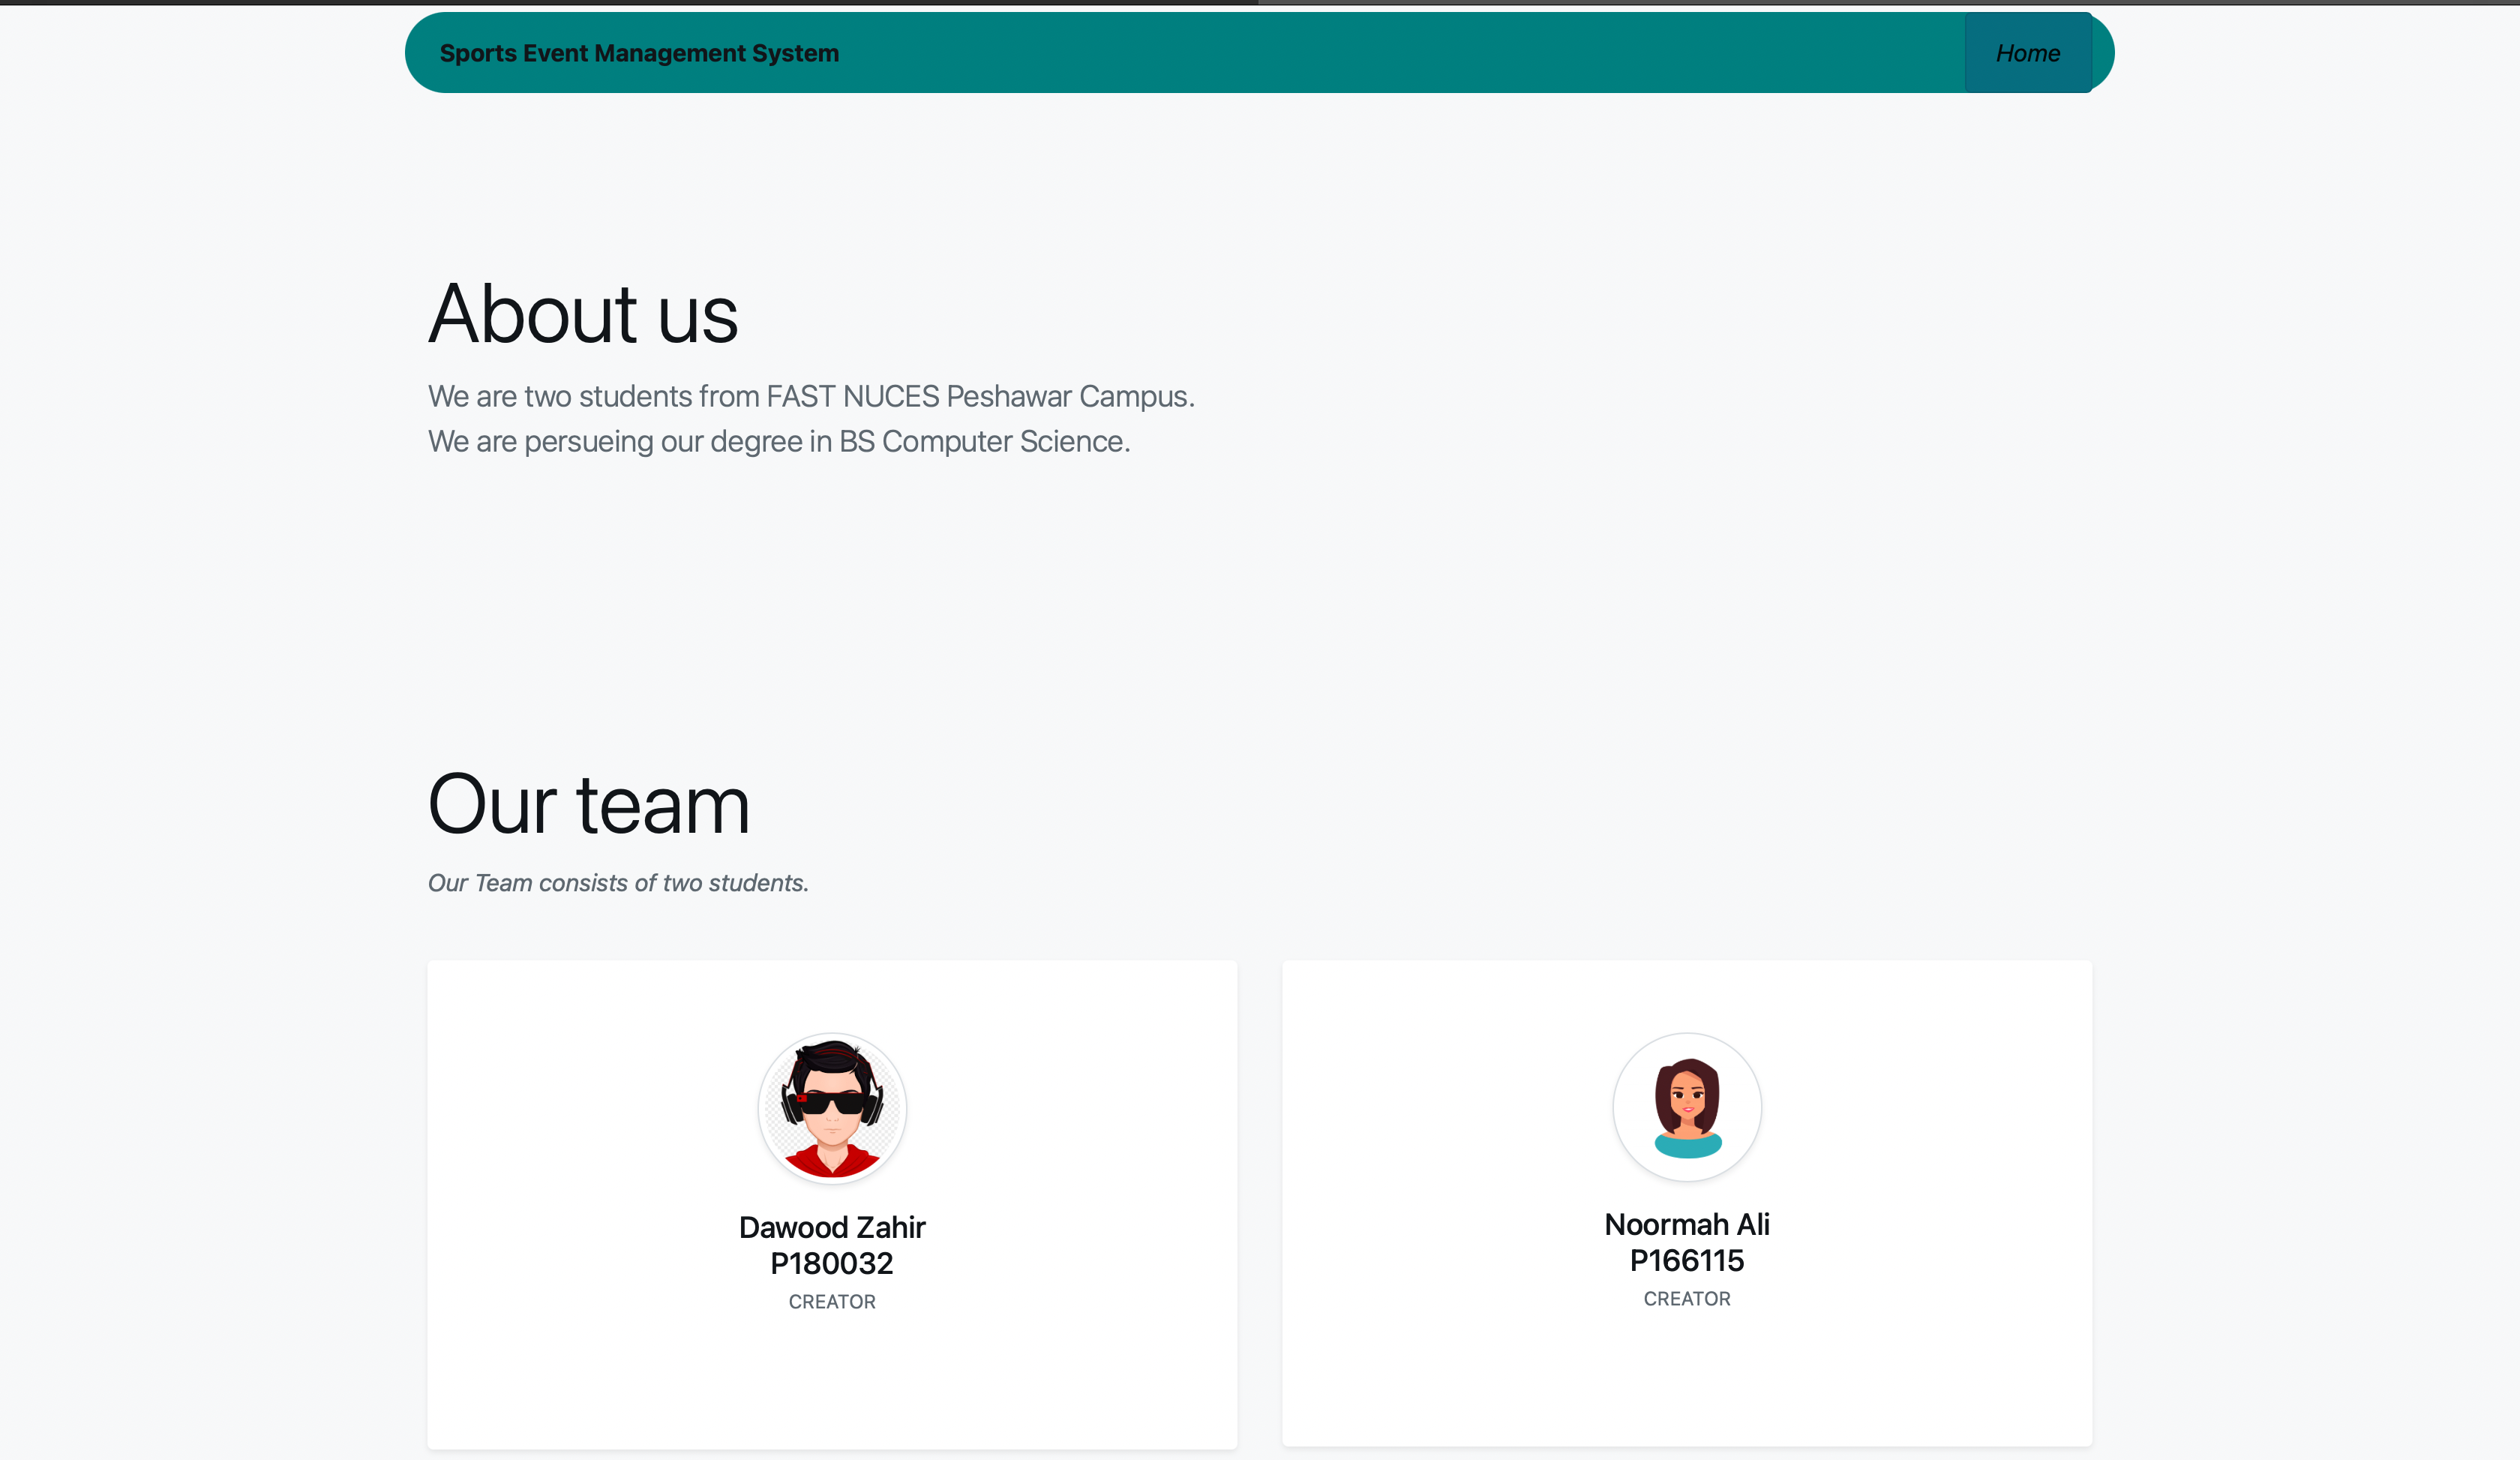 Sports Event Management System
Home
About us
We are two students from FAST NUCES Peshawar Campus.
We are persueing our degree in BS Computer Science.
Our team
Our Team consists of two students.
Dawood Zahir
P180032
CREATOR
Noormah Ali
P166115
CREATOR